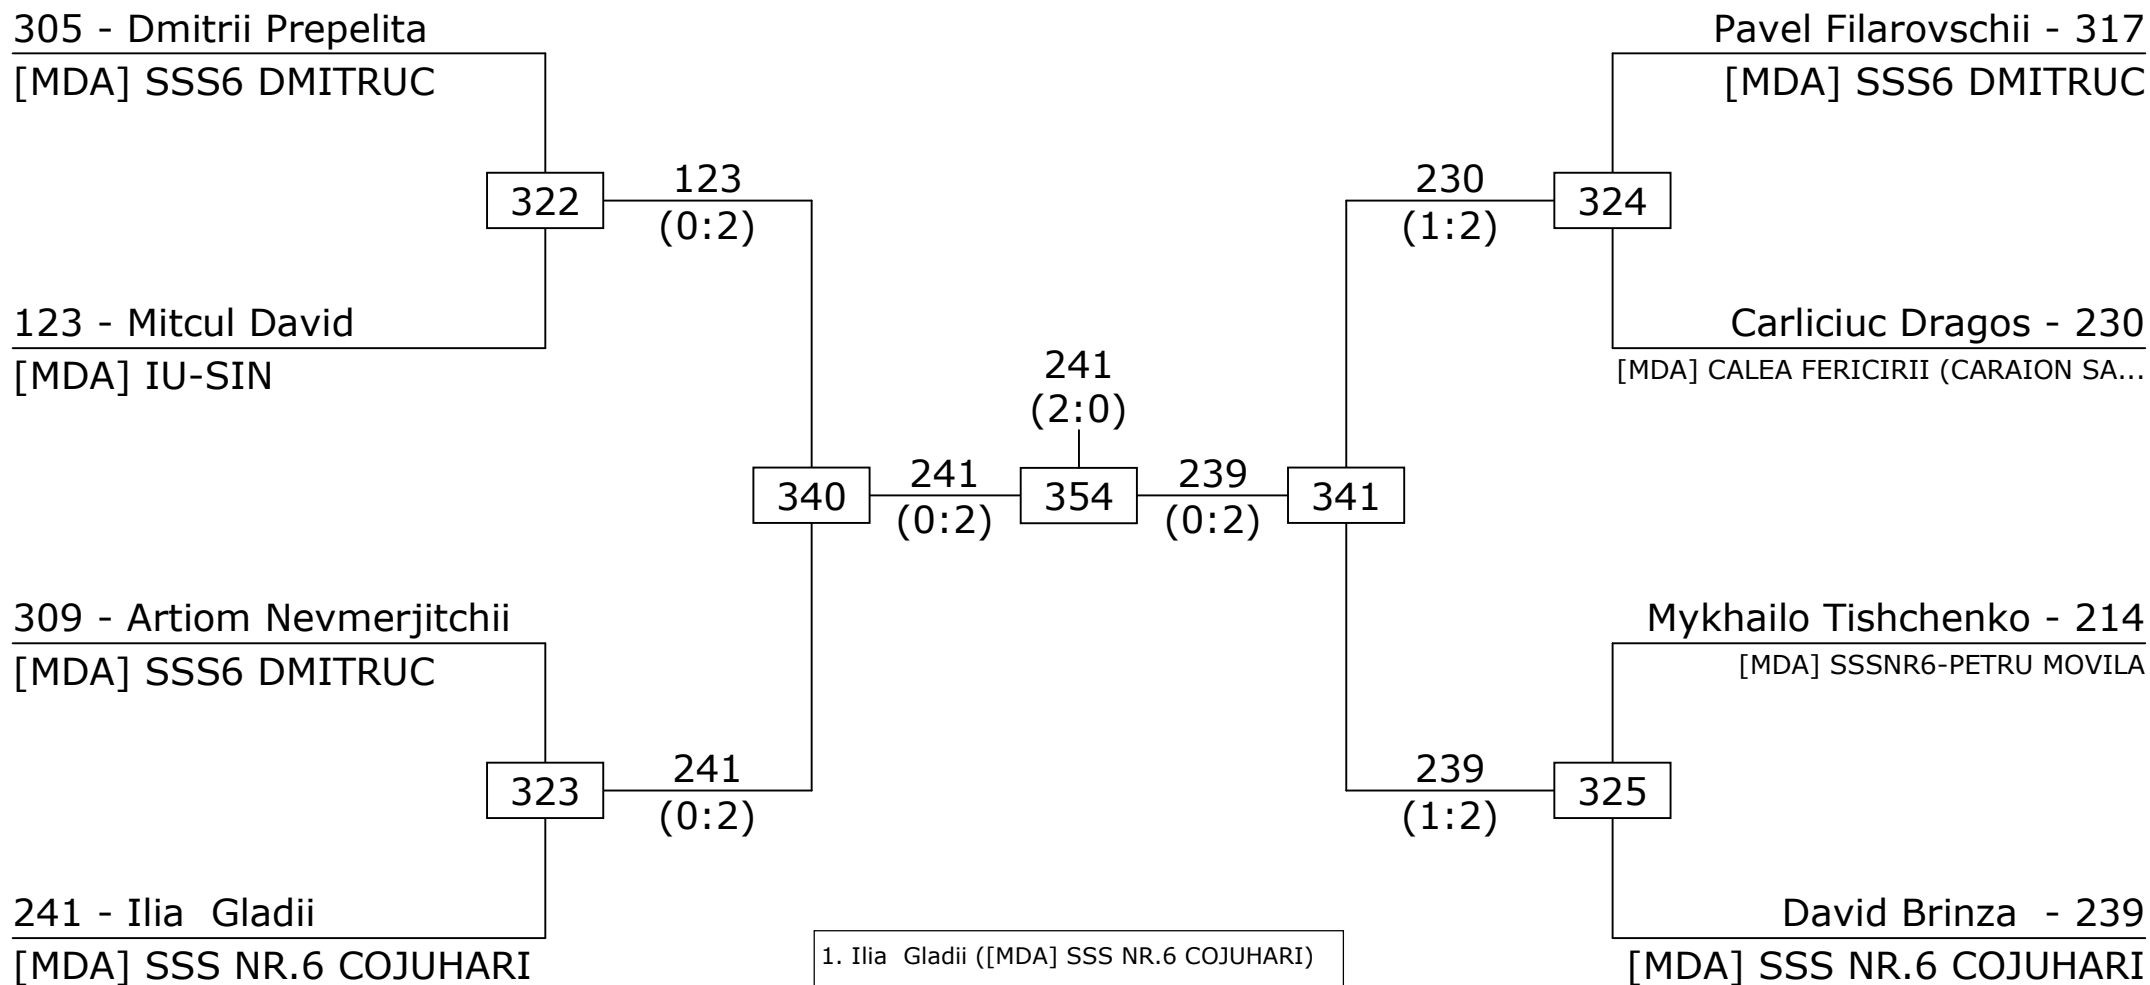 305 - Dmitrii Prepelita
[MDA] SSS6 DMITRUC
322
123
(0:2)
123 - Mitcul David
[MDA] IU-SIN
309 - Artiom Nevmerjitchii
[MDA] SSS6 DMITRUC
323
241
(0:2)
241 - Ilia  Gladii
[MDA] SSS NR.6 COJUHARI
340
241
(0:2)
241
(2:0)
354
239
(0:2)
341
Pavel Filarovschii - 317
[MDA] SSS6 DMITRUC
230
(1:2)
324
Carliciuc Dragos - 230
[MDA] CALEA FERICIRII (CARAION SA...
Mykhailo Tishchenko - 214
[MDA] SSSNR6-PETRU MOVILA
239
(1:2)
325
David Brinza  - 239
[MDA] SSS NR.6 COJUHARI
1. Ilia  Gladii ([MDA] SSS NR.6 COJUHARI)